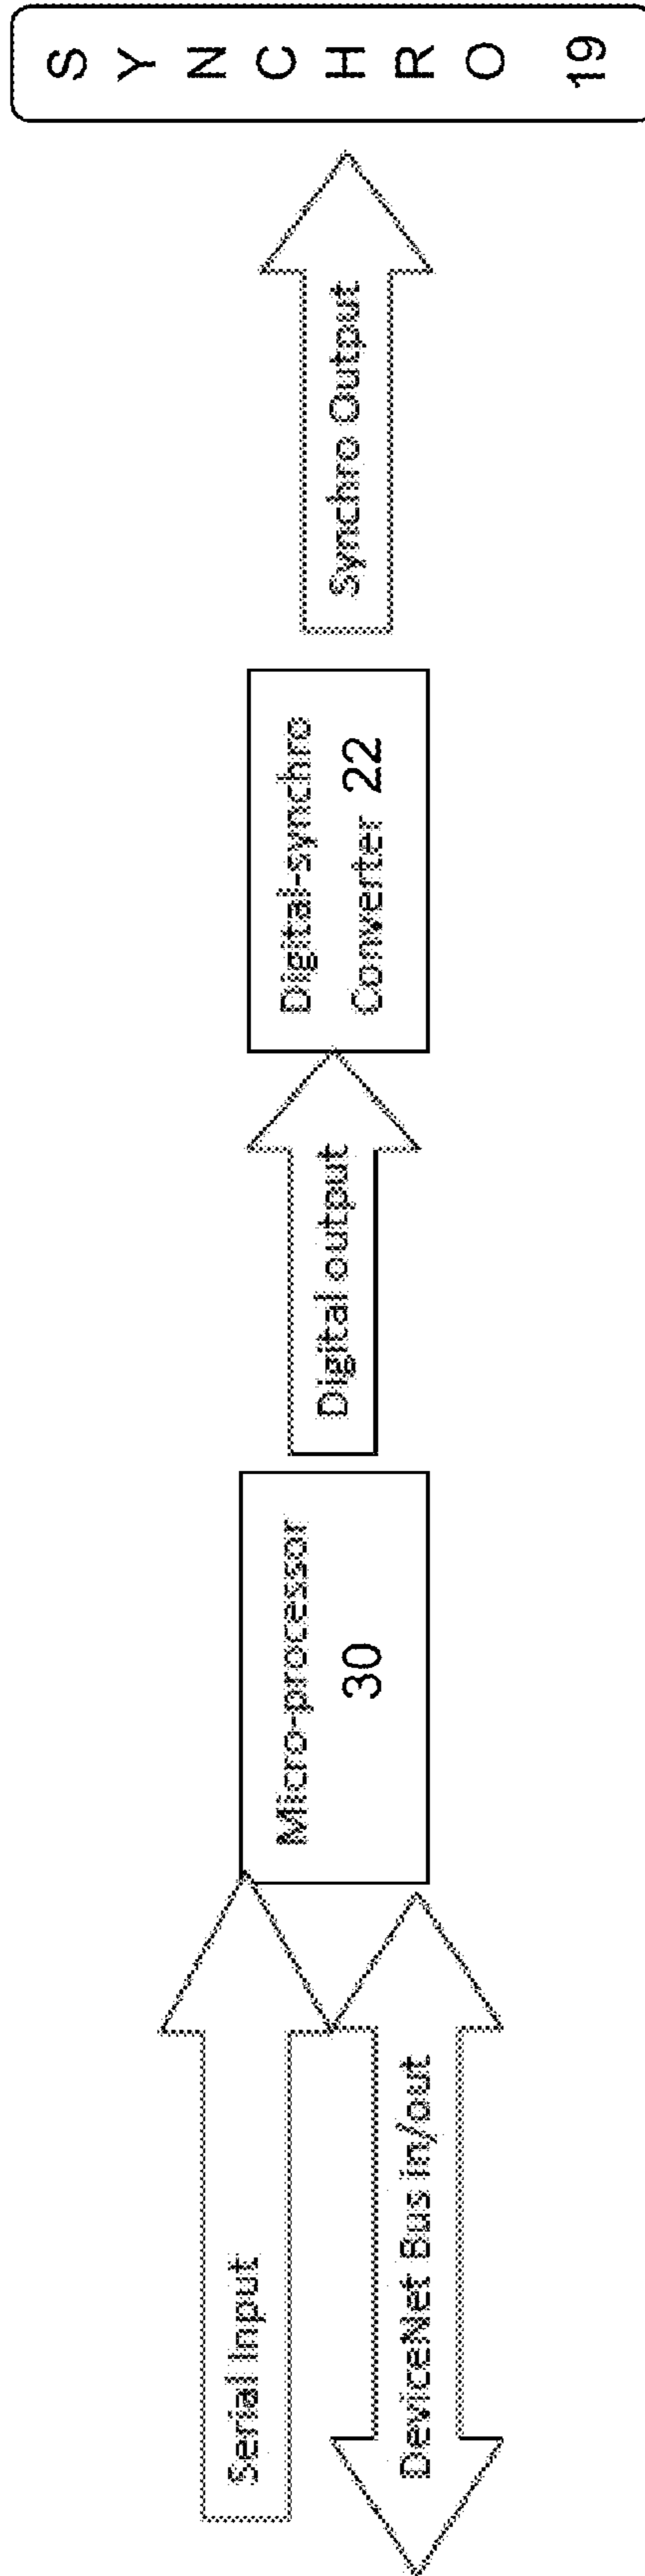 Serial Input
DeviceNet Bus in/out
Micro-processor
30
Digital output
Digital-synchro
Converter 22
Synchro Output
SYNCHRO 19